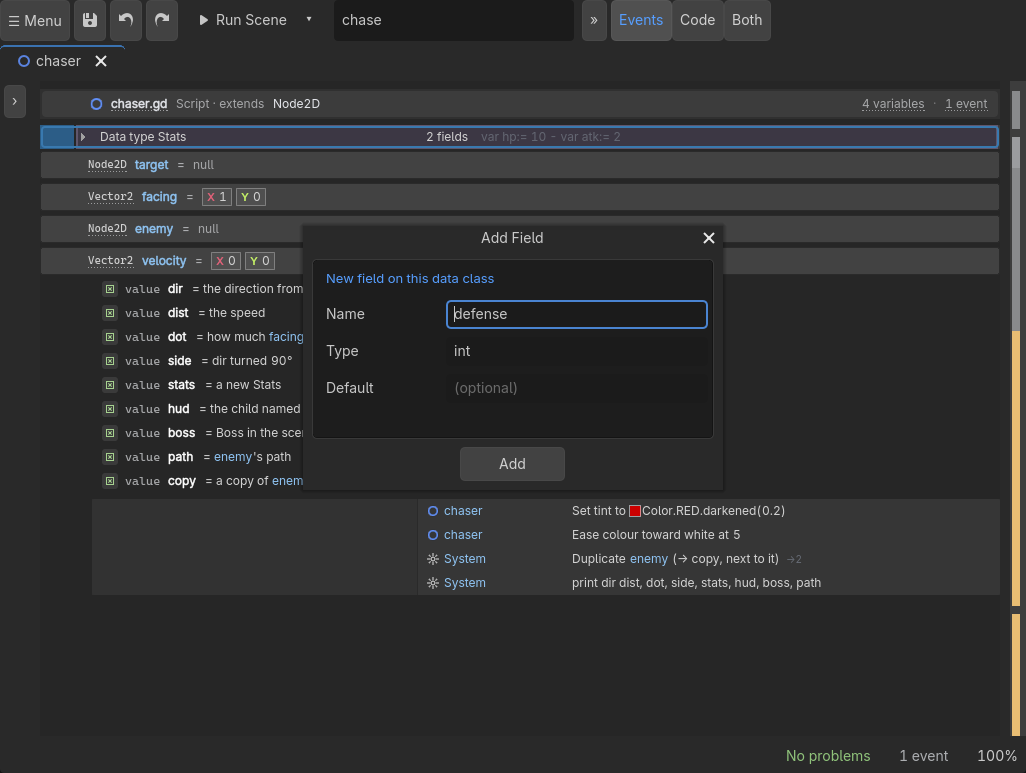 Menu
Run Scene
chase
»
Events
Code
Both
chaser
chaser.gd Script · extends Node2D 4 variables · 1 event
Data type Stats 2 fields var hp:= 10 - var atk:= 2
Node2D target = null
Vector2 facing = X 1 Y 0
Node2D enemy = null
Vector2 velocity = X 0 Y 0
Add Field
New field on this data class
Name defense
Type int
Default (optional)
Add
value dir = the direction from
value dist = the speed
value dot = how much facing
value side = dir turned 90°
value stats = a new Stats
value hud = the child named
value boss = Boss in the sce
value path = enemy's path
value copy = a copy of enem
chaser Set tint to Color.RED.darkened(0.2)
chaser Ease colour toward white at 5
System Duplicate enemy (→ copy, next to it) →2
System print dir dist, dot, side, stats, hud, boss, path
No problems 1 event 100%